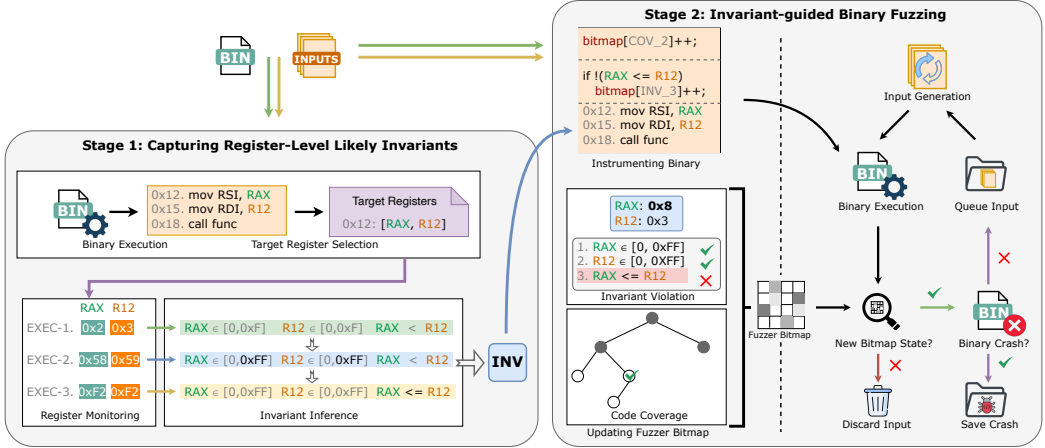 BIN
INPUTS
Stage 1: Capturing Register-Level Likely Invariants
BIN
Binary Execution
0x12. mov RSI, RAX
0x15. mov RDI, R12
0x18. call func
Target Register Selection
Target Registers
0x12: [RAX, R12]
RAX R12
EXEC-1. 0x2 0x3
EXEC-2. 0x58 0x59
EXEC-3. 0xF2 0xF2
Register Monitoring
RAX ∈ [0,0xF] R12 ∈ [0,0xF] RAX < R12
RAX ∈ [0,0xFF] R12 ∈ [0,0xFF] RAX < R12
RAX ∈ [0,0xFF] R12 ∈ [0,0xFF] RAX <= R12
Invariant Inference
INV
Stage 2: Invariant-guided Binary Fuzzing
bitmap[COV_2]++;
if !(RAX <= R12)
bitmap[INV_3]++;
0x12. mov RSI, RAX
0x15. mov RDI, R12
0x18. call func
Instrumenting Binary
RAX: 0x8
R12: 0x3
1. RAX ∈ [0, 0xFF]
2. R12 ∈ [0, 0XFF]
3. RAX <= R12
Invariant Violation
Code Coverage
Updating Fuzzer Bitmap
Fuzzer Bitmap
Input Generation
BIN
Binary Execution
Queue Input
New Bitmap State?
BIN
Binary Crash?
Discard Input
Save Crash